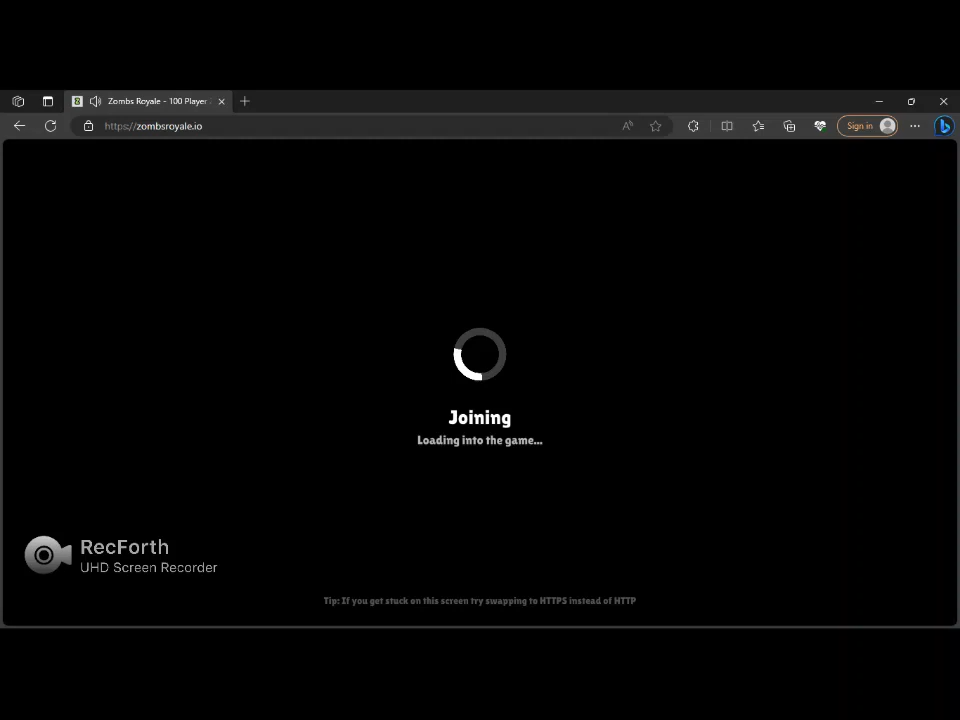 Zombs Royale - 100 Player
https://zombsroyale.io
Sign in
Joining
Loading into the game...
RecForth
UHD Screen Recorder
Tip: If you get stuck on this screen try swapping to HTTPS instead of HTTP